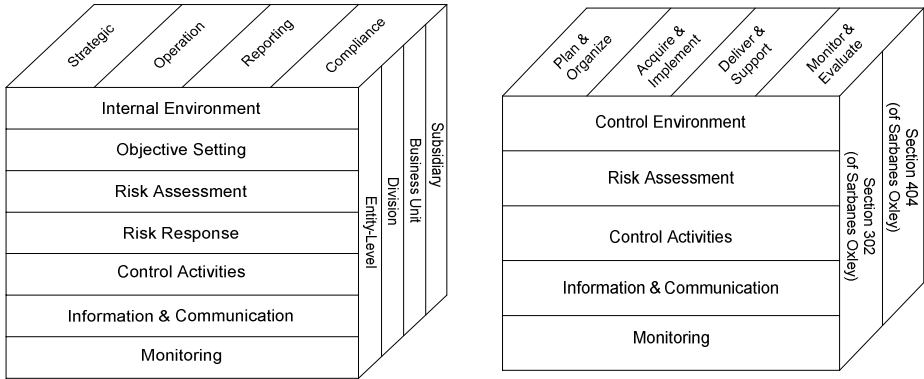 Strategic
Operation
Reporting
Compliance
Internal Environment
Objective Setting
Risk Assessment
Risk Response
Control Activities
Information & Communication
Monitoring
Entity-Level
Division
Business Unit
Subsidiary
Plan &
Organize
Acquire &
Implement
Deliver &
Support
Monitor &
Evaluate
Control Environment
Risk Assessment
Control Activities
Information & Communication
Monitoring
Section 302
(of Sarbanes Oxley)
Section 404
(of Sarbanes Oxley)